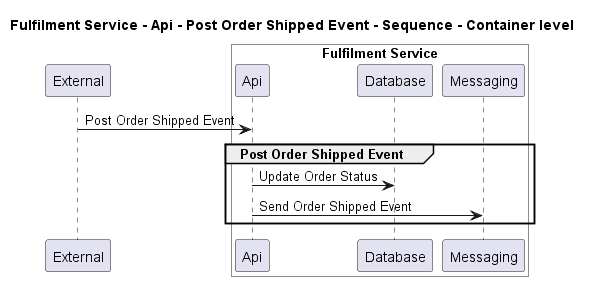 Fulfilment Service - Api - Post Order Shipped Event - Sequence - Container level
Fulfilment Service
External
Api
Database
Messaging
Post Order Shipped Event
Post Order Shipped Event
Update Order Status
Send Order Shipped Event
External
Api
Database
Messaging